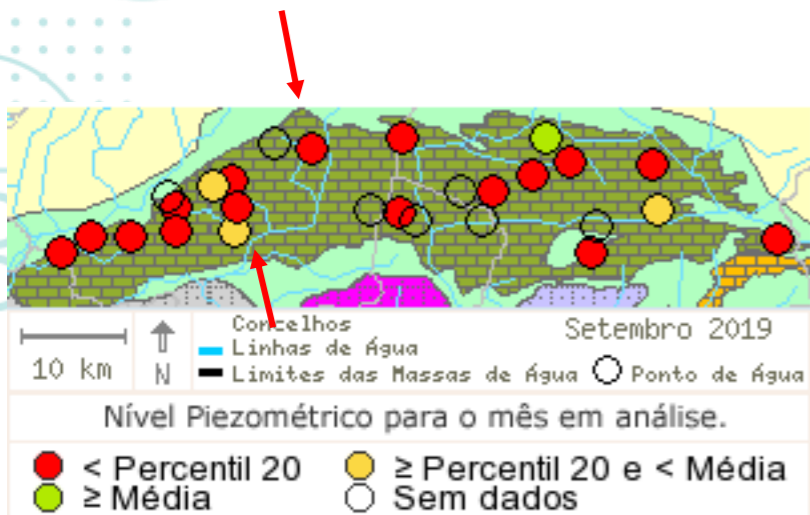 Concelhos
Setembro 2019
Linhas de Água
10 km
N
Limites das Massas de Água
Ponto de Água
Nível Piezométrico para o mês em análise.
< Percentil 20
≥ Percentil 20 e < Média
≥ Média
Sem dados